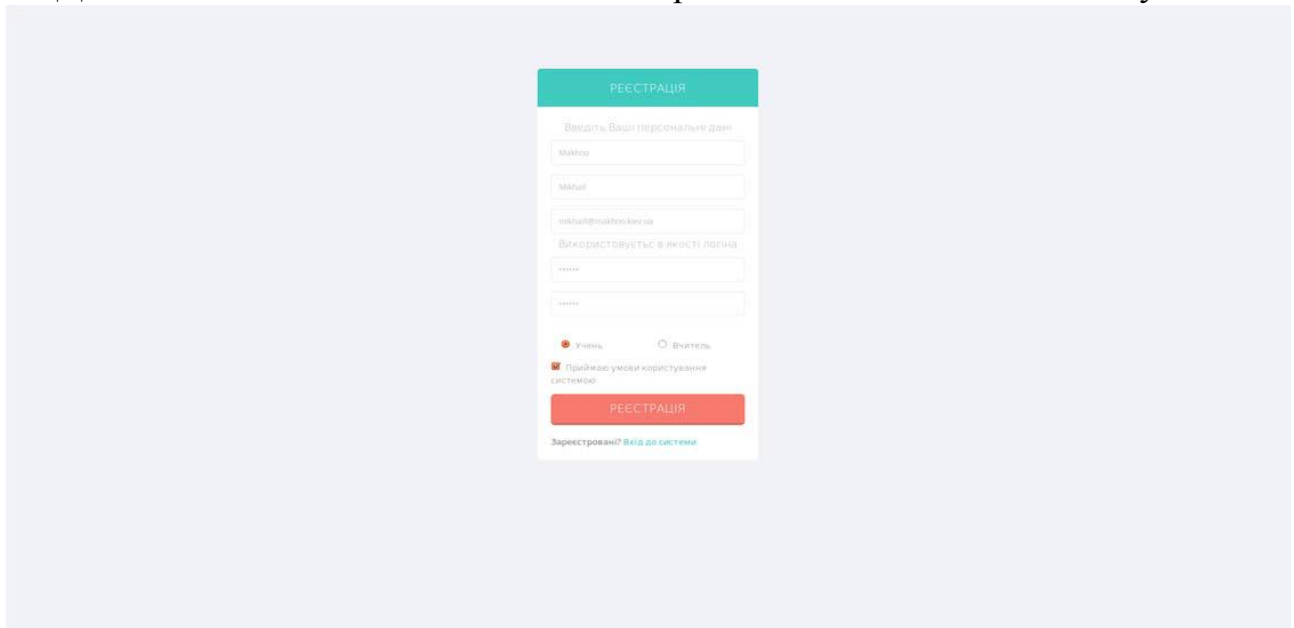 РЕЄСТРАЦІЯ
Введіть Ваші персональні дані
Makhno
Mikhail
mikhail@makhno.kiev.ua
Використовуєтьс в якості логіна
••••••
••••••
Учень
Вчитель
Приймаю умови користування
системою
РЕЄСТРАЦІЯ
Зареєстровані? Вхід до системи